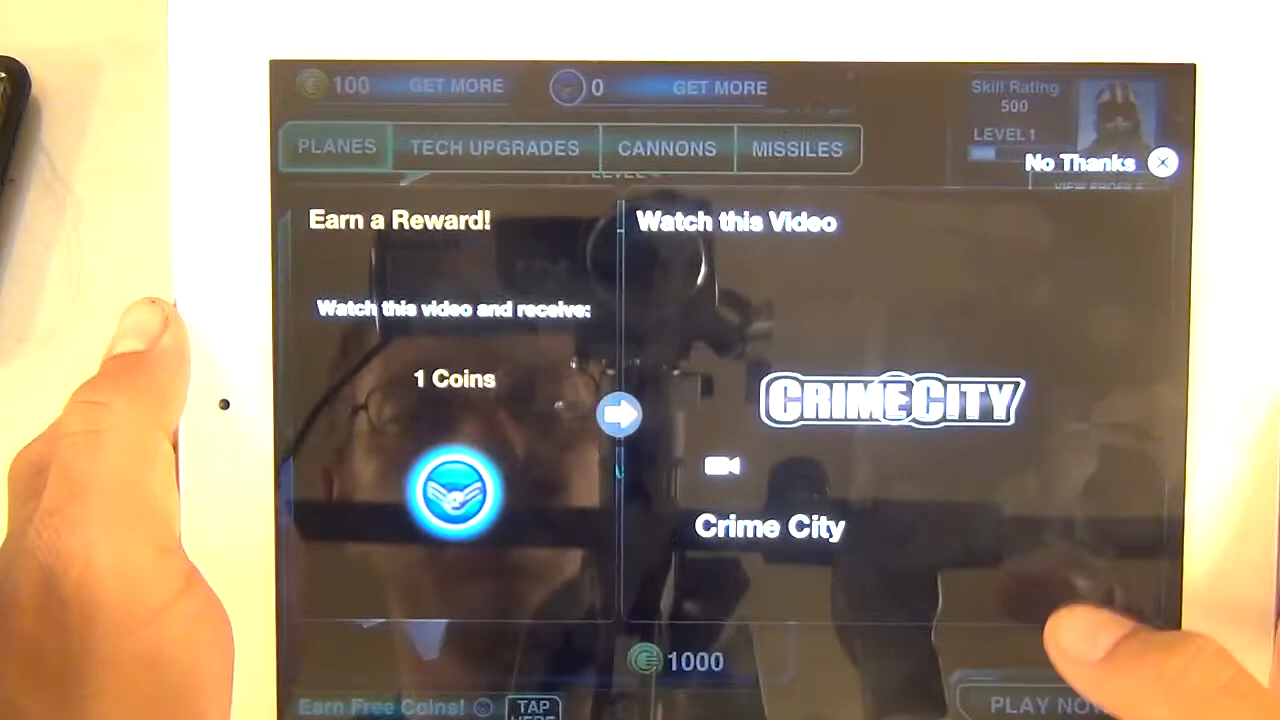 100 GET MORE 0 GET MORE
Skill Rating
500
LEVEL 1
PLANES TECH UPGRADES CANNONS MISSILES
No Thanks
VIEW PROFILE
Earn a Reward!
Watch this Video
Watch this video and receive:
1 Coins
CRIME CITY
Crime City
1000
Earn Free Coins!
TAP
HERE
PLAY NOW